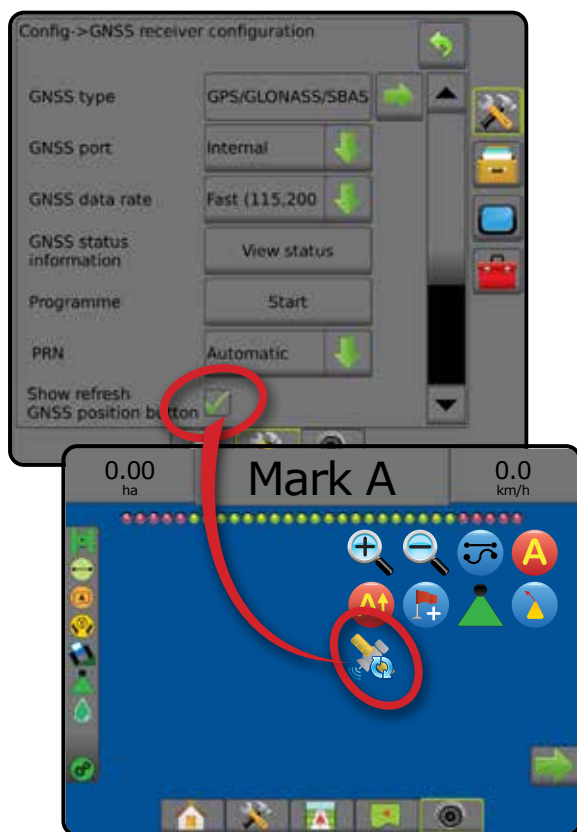 Config->GNSS receiver configuration
GNSS type
GPS/GLONASS/SBAS
GNSS port
Internal
GNSS data rate
Fast (115,200
GNSS status
information
View status
Programme
Start
PRN
Automatic
Show refresh
GNSS position button
0.00
ha
Mark A
0.0
km/h
A
A